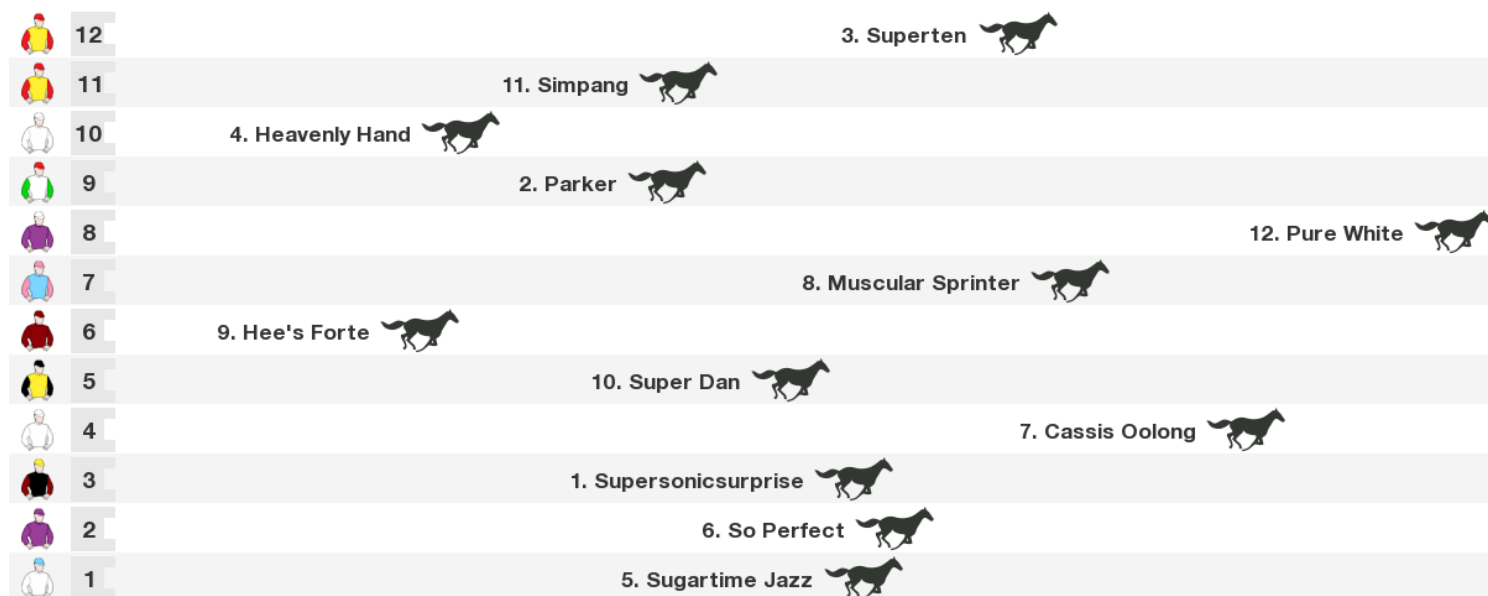 12 3. Superten
11 11. Simpang
10 4. Heavenly Hand
9 2. Parker
8 12. Pure White
7 8. Muscular Sprinter
6 9. Hee's Forte
5 10. Super Dan
4 7. Cassis Oolong
3 1. Supersonicsurprise
2 6. So Perfect
1 5. Sugartime Jazz